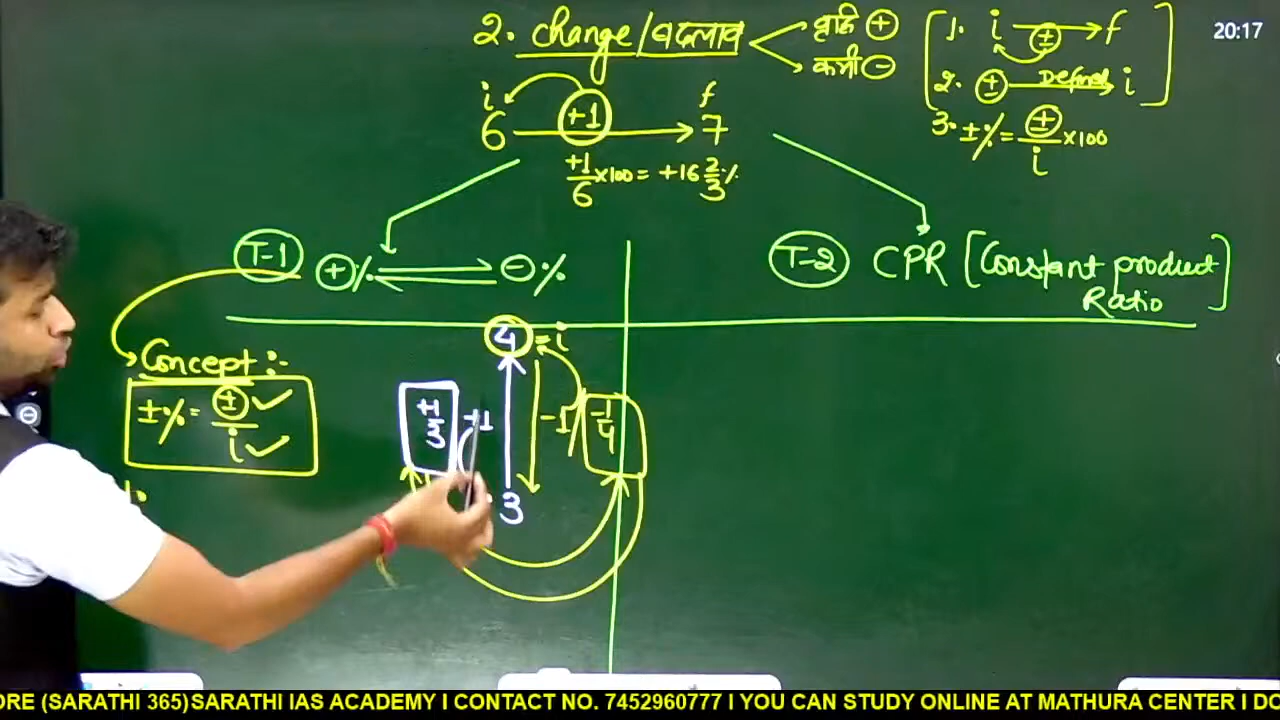 2. change/बदलाव
वृद्धि +
कमी -
1. i ± → f
2. ± Defined → i
3. ±% = ±/i ×100
20:17
i f
6 +1 → 7
+1/6 ×100 = +16 2/3 %
T-1 +% ⇌ -%
T-2 CPR [Constant product
Ratio]
Concept :-
±% = ± ✓ / i ✓
4 = i
+1/3 +1 -1/ -1/4
3
ORE (SARATHI 365)SARATHI IAS ACADEMY I CONTACT NO. 7452960777 I YOU CAN STUDY ONLINE AT MATHURA CENTER I DO